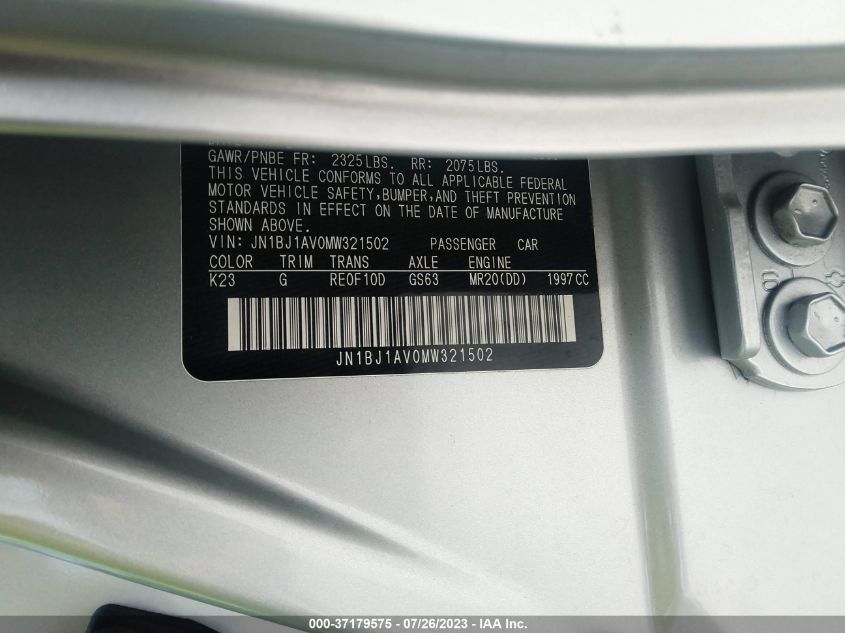 GAWR/PNBE FR: 2325LBS. RR: 2075LBS.
THIS VEHICLE CONFORMS TO ALL APPLICABLE FEDERAL
MOTOR VEHICLE SAFETY,BUMPER,AND THEFT PREVENTION
STANDARDS IN EFFECT ON THE DATE OF MANUFACTURE
SHOWN ABOVE.
VIN: JN1BJ1AV0MW321502 PASSENGER CAR
COLOR TRIM TRANS AXLE ENGINE
K23 G RE0F10D GS63 MR20(DD) 1997CC
JN1BJ1AV0MW321502
000-37179575 - 07/26/2023 - IAA Inc.